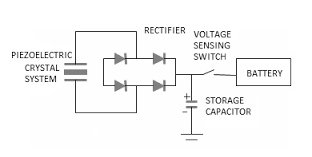 RECTIFIER
VOLTAGE
SENSING
SWITCH
PIEZOELECTRIC
CRYSTAL
SYSTEM
BATTERY
+
–
STORAGE
CAPACITOR